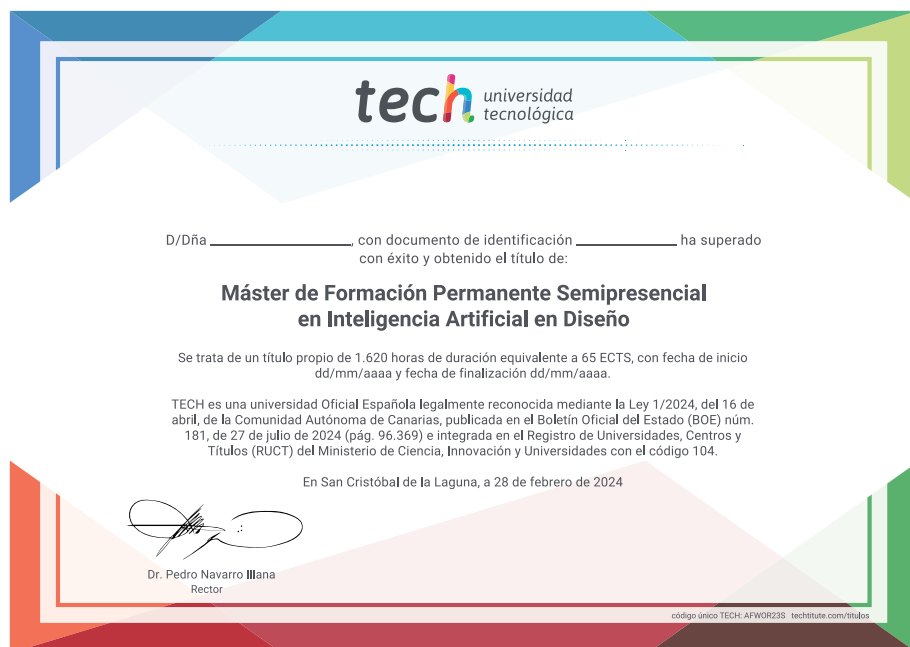 tech universidad
tecnológica
D/Dña , con documento de identificación ha superado
con éxito y obtenido el título de:
Máster de Formación Permanente Semipresencial
en Inteligencia Artificial en Diseño
Se trata de un título propio de 1.620 horas de duración equivalente a 65 ECTS, con fecha de inicio
dd/mm/aaaa y fecha de finalización dd/mm/aaaa.
TECH es una universidad Oficial Española legalmente reconocida mediante la Ley 1/2024, del 16 de
abril, de la Comunidad Autónoma de Canarias, publicada en el Boletín Oficial del Estado (BOE) núm.
181, de 27 de julio de 2024 (pág. 96.369) e integrada en el Registro de Universidades, Centros y
Títulos (RUCT) del Ministerio de Ciencia, Innovación y Universidades con el código 104.
En San Cristóbal de la Laguna, a 28 de febrero de 2024
Dr. Pedro Navarro Illana
Rector
código único TECH: AFWOR23S techtitute.com/titulos